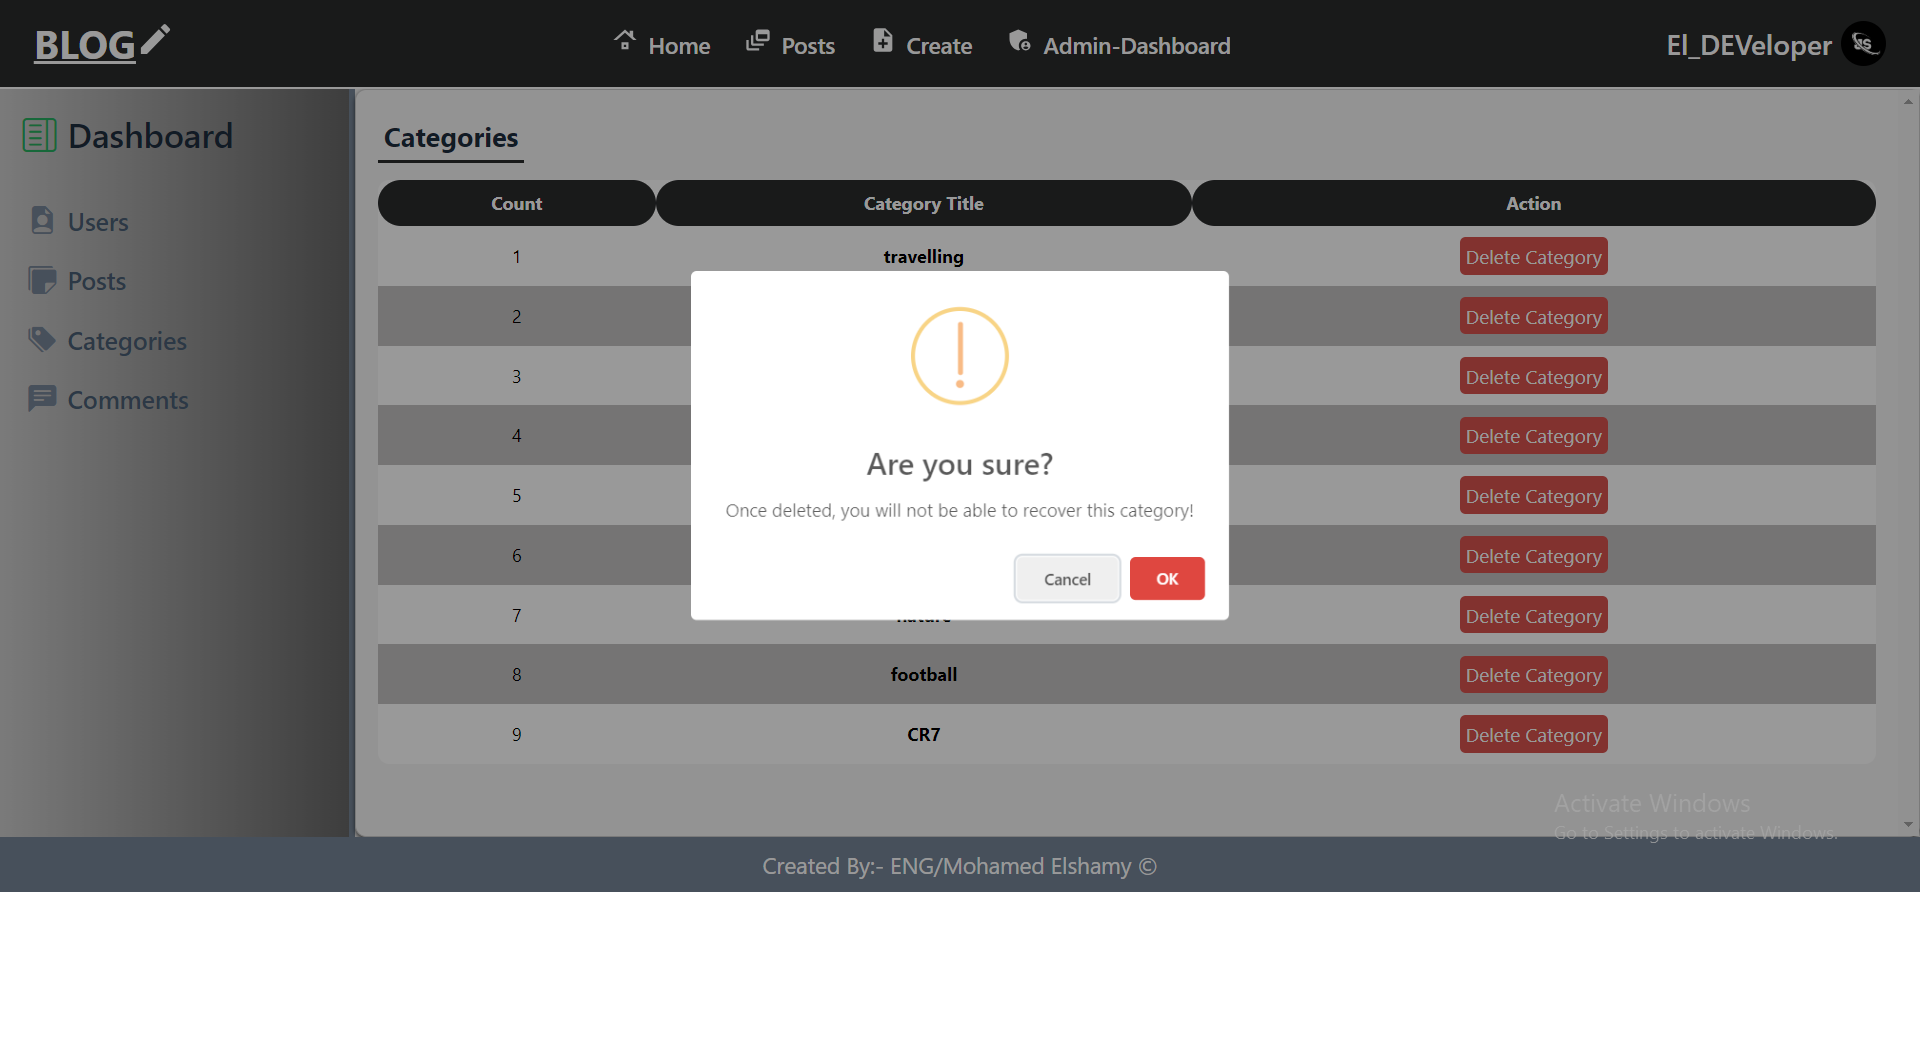 BLOG
Home Posts Create Admin-Dashboard
El_DEVeloper
Dashboard
Users
Posts
Categories
Comments
Categories
Count Category Title Action
1 travelling Delete Category
2 Delete Category
3 Delete Category
4 Delete Category
5 Delete Category
6 Delete Category
7 Delete Category
8 football Delete Category
9 CR7 Delete Category
Are you sure?
Once deleted, you will not be able to recover this category!
Cancel OK
Activate Windows
Go to Settings to activate Windows.
Created By:- ENG/Mohamed Elshamy ©